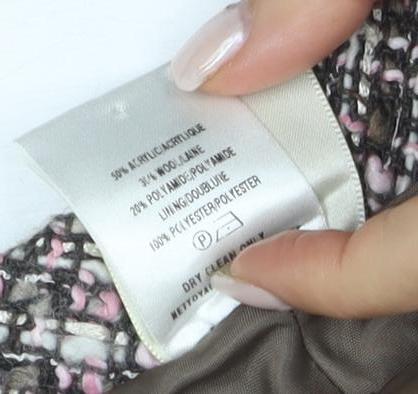 50% ACRYLIC/ACRYLIQUE
30% WOOL/LAINE
20% POLYAMIDE/POLYAMIDE
LINING/DOUBLURE
100% POLYESTER/POLYESTER
P
DRY CLEAN ONLY